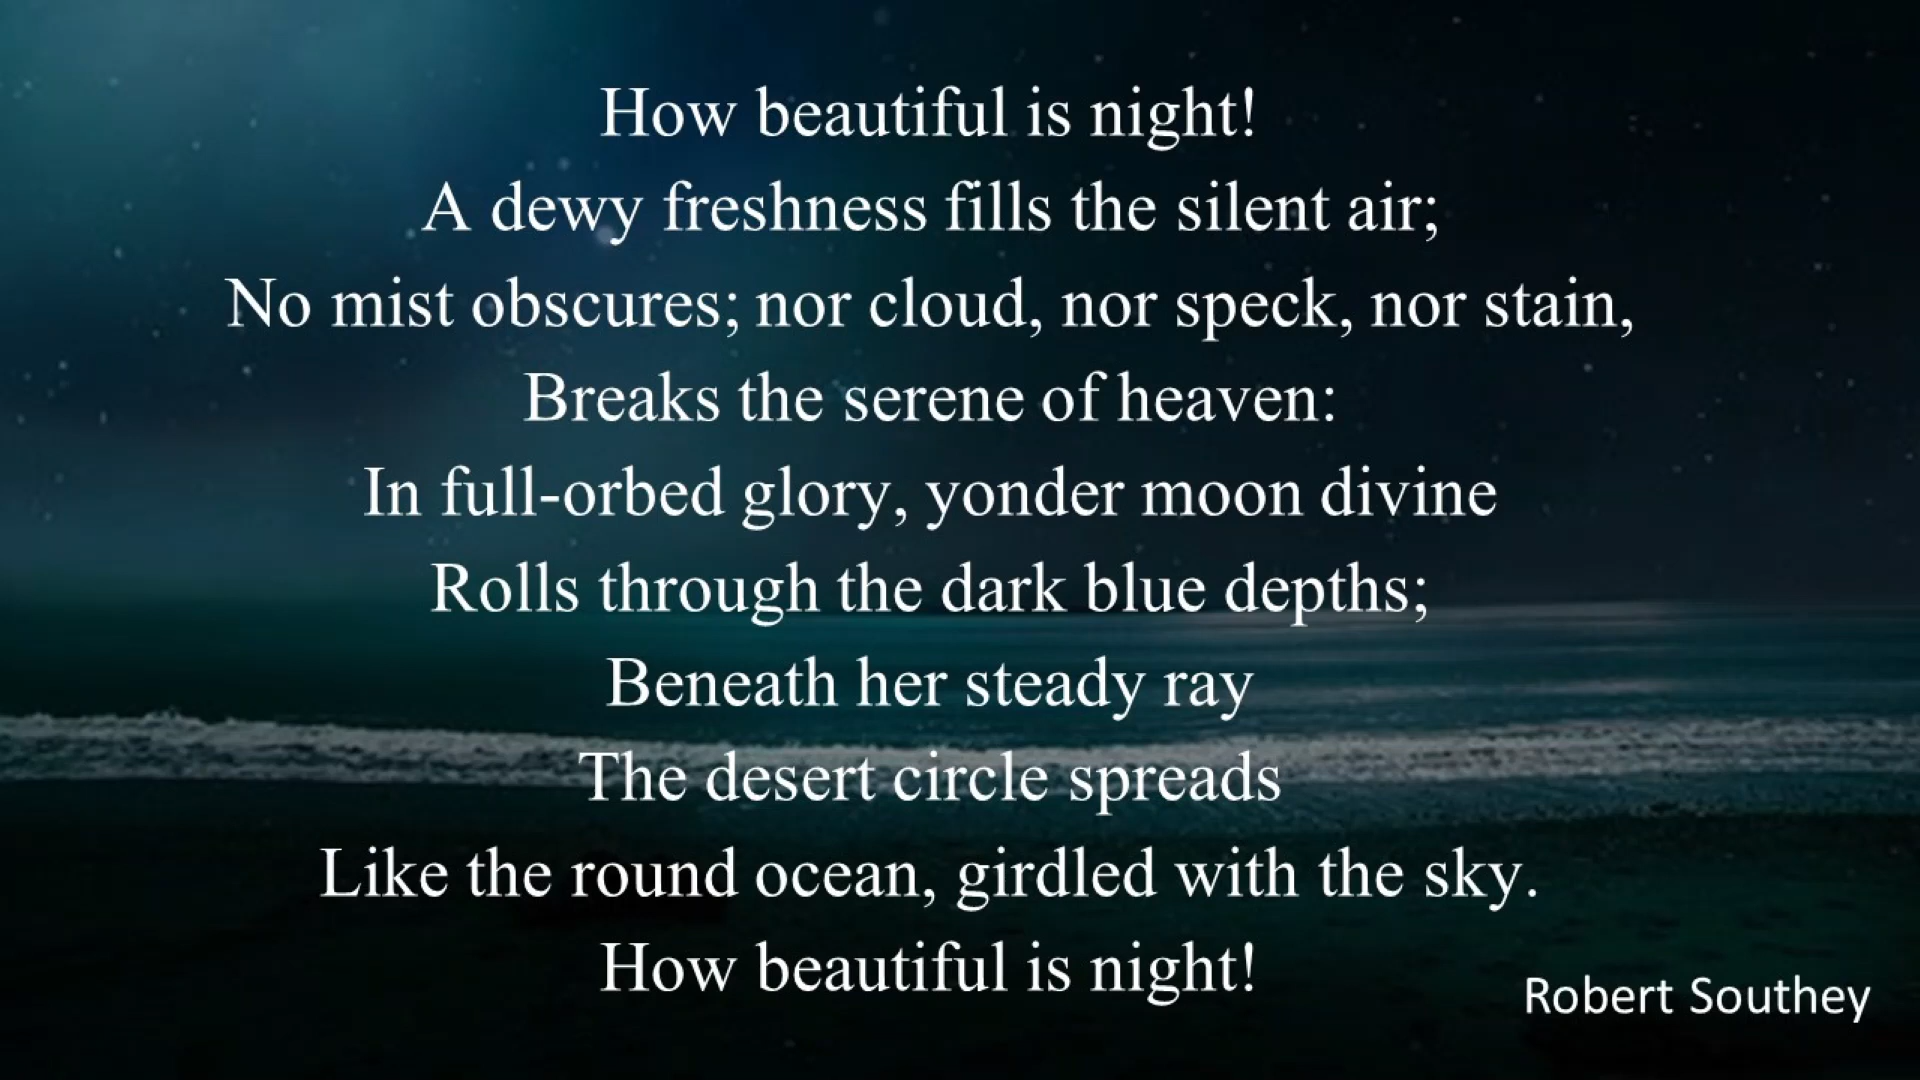 How beautiful is night!
A dewy freshness fills the silent air;
No mist obscures; nor cloud, nor speck, nor stain,
Breaks the serene of heaven:
In full-orbed glory, yonder moon divine
Rolls through the dark blue depths;
Beneath her steady ray
The desert circle spreads
Like the round ocean, girdled with the sky.
How beautiful is night!
Robert Southey